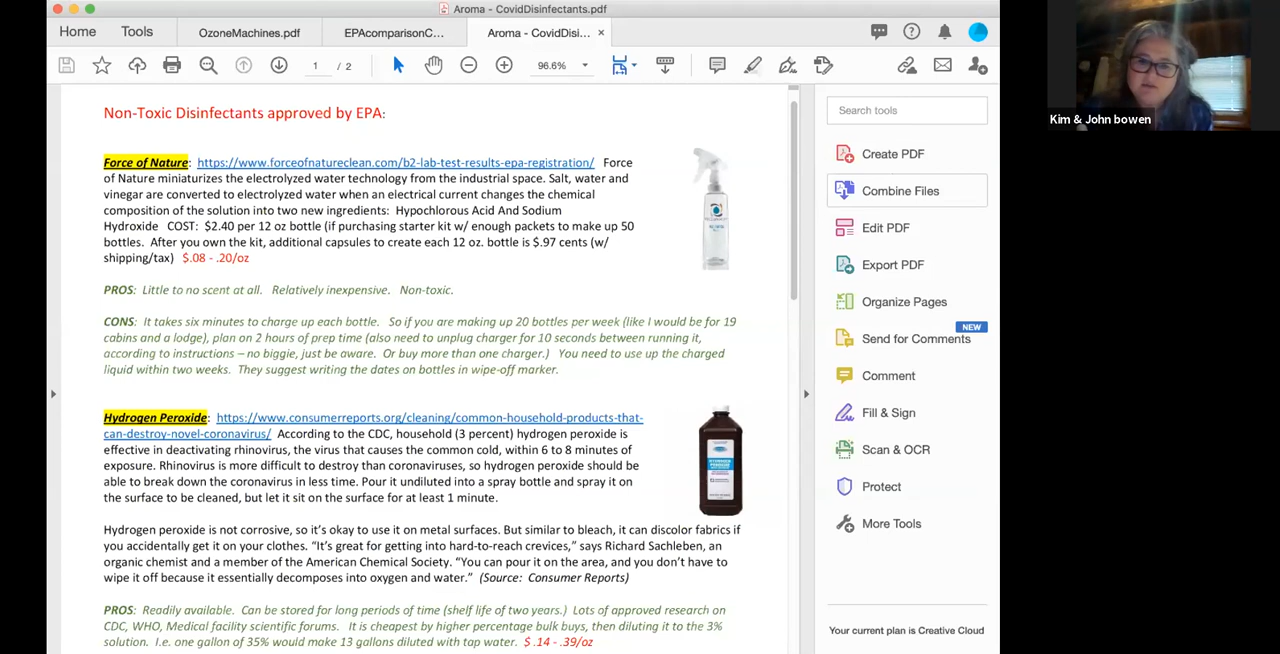 Aroma - CovidDisinfectants.pdf
Home
Tools
OzoneMachines.pdf
EPAcomparisonC...
Aroma - CovidDisi...
1 / 2
96.6%
Non-Toxic Disinfectants approved by EPA:
Force of Nature: https://www.forceofnatureclean.com/b2-lab-test-results-epa-registration/ Force
of Nature miniaturizes the electrolyzed water technology from the industrial space. Salt, water and
vinegar are converted to electrolyzed water when an electrical current changes the chemical
composition of the solution into two new ingredients: Hypochlorous Acid And Sodium
Hydroxide COST: $2.40 per 12 oz bottle (if purchasing starter kit w/ enough packets to make up 50
bottles. After you own the kit, additional capsules to create each 12 oz. bottle is $.97 cents (w/
shipping/tax) $.08 - .20/oz
PROS: Little to no scent at all. Relatively inexpensive. Non-toxic.
CONS: It takes six minutes to charge up each bottle. So if you are making up 20 bottles per week (like I would be for 19
cabins and a lodge), plan on 2 hours of prep time (also need to unplug charger for 10 seconds between running it,
according to instructions – no biggie, just be aware. Or buy more than one charger.) You need to use up the charged
liquid within two weeks. They suggest writing the dates on bottles in wipe-off marker.
Hydrogen Peroxide: https://www.consumerreports.org/cleaning/common-household-products-that-
can-destroy-novel-coronavirus/ According to the CDC, household (3 percent) hydrogen peroxide is
effective in deactivating rhinovirus, the virus that causes the common cold, within 6 to 8 minutes of
exposure. Rhinovirus is more difficult to destroy than coronaviruses, so hydrogen peroxide should be
able to break down the coronavirus in less time. Pour it undiluted into a spray bottle and spray it on
the surface to be cleaned, but let it sit on the surface for at least 1 minute.
Hydrogen peroxide is not corrosive, so it's okay to use it on metal surfaces. But similar to bleach, it can discolor fabrics if
you accidentally get it on your clothes. "It's great for getting into hard-to-reach crevices," says Richard Sachleben, an
organic chemist and a member of the American Chemical Society. "You can pour it on the area, and you don't have to
wipe it off because it essentially decomposes into oxygen and water." (Source: Consumer Reports)
PROS: Readily available. Can be stored for long periods of time (shelf life of two years.) Lots of approved research on
CDC, WHO, Medical facility scientific forums. It is cheapest by higher percentage bulk buys, then diluting it to the 3%
solution. I.e. one gallon of 35% would make 13 gallons diluted with tap water. $ .14 - .39/oz
Search tools
Create PDF
Combine Files
Edit PDF
Export PDF
Organize Pages
NEW
Send for Comments
Comment
Fill & Sign
Scan & OCR
Protect
More Tools
Your current plan is Creative Cloud
Kim & John bowen